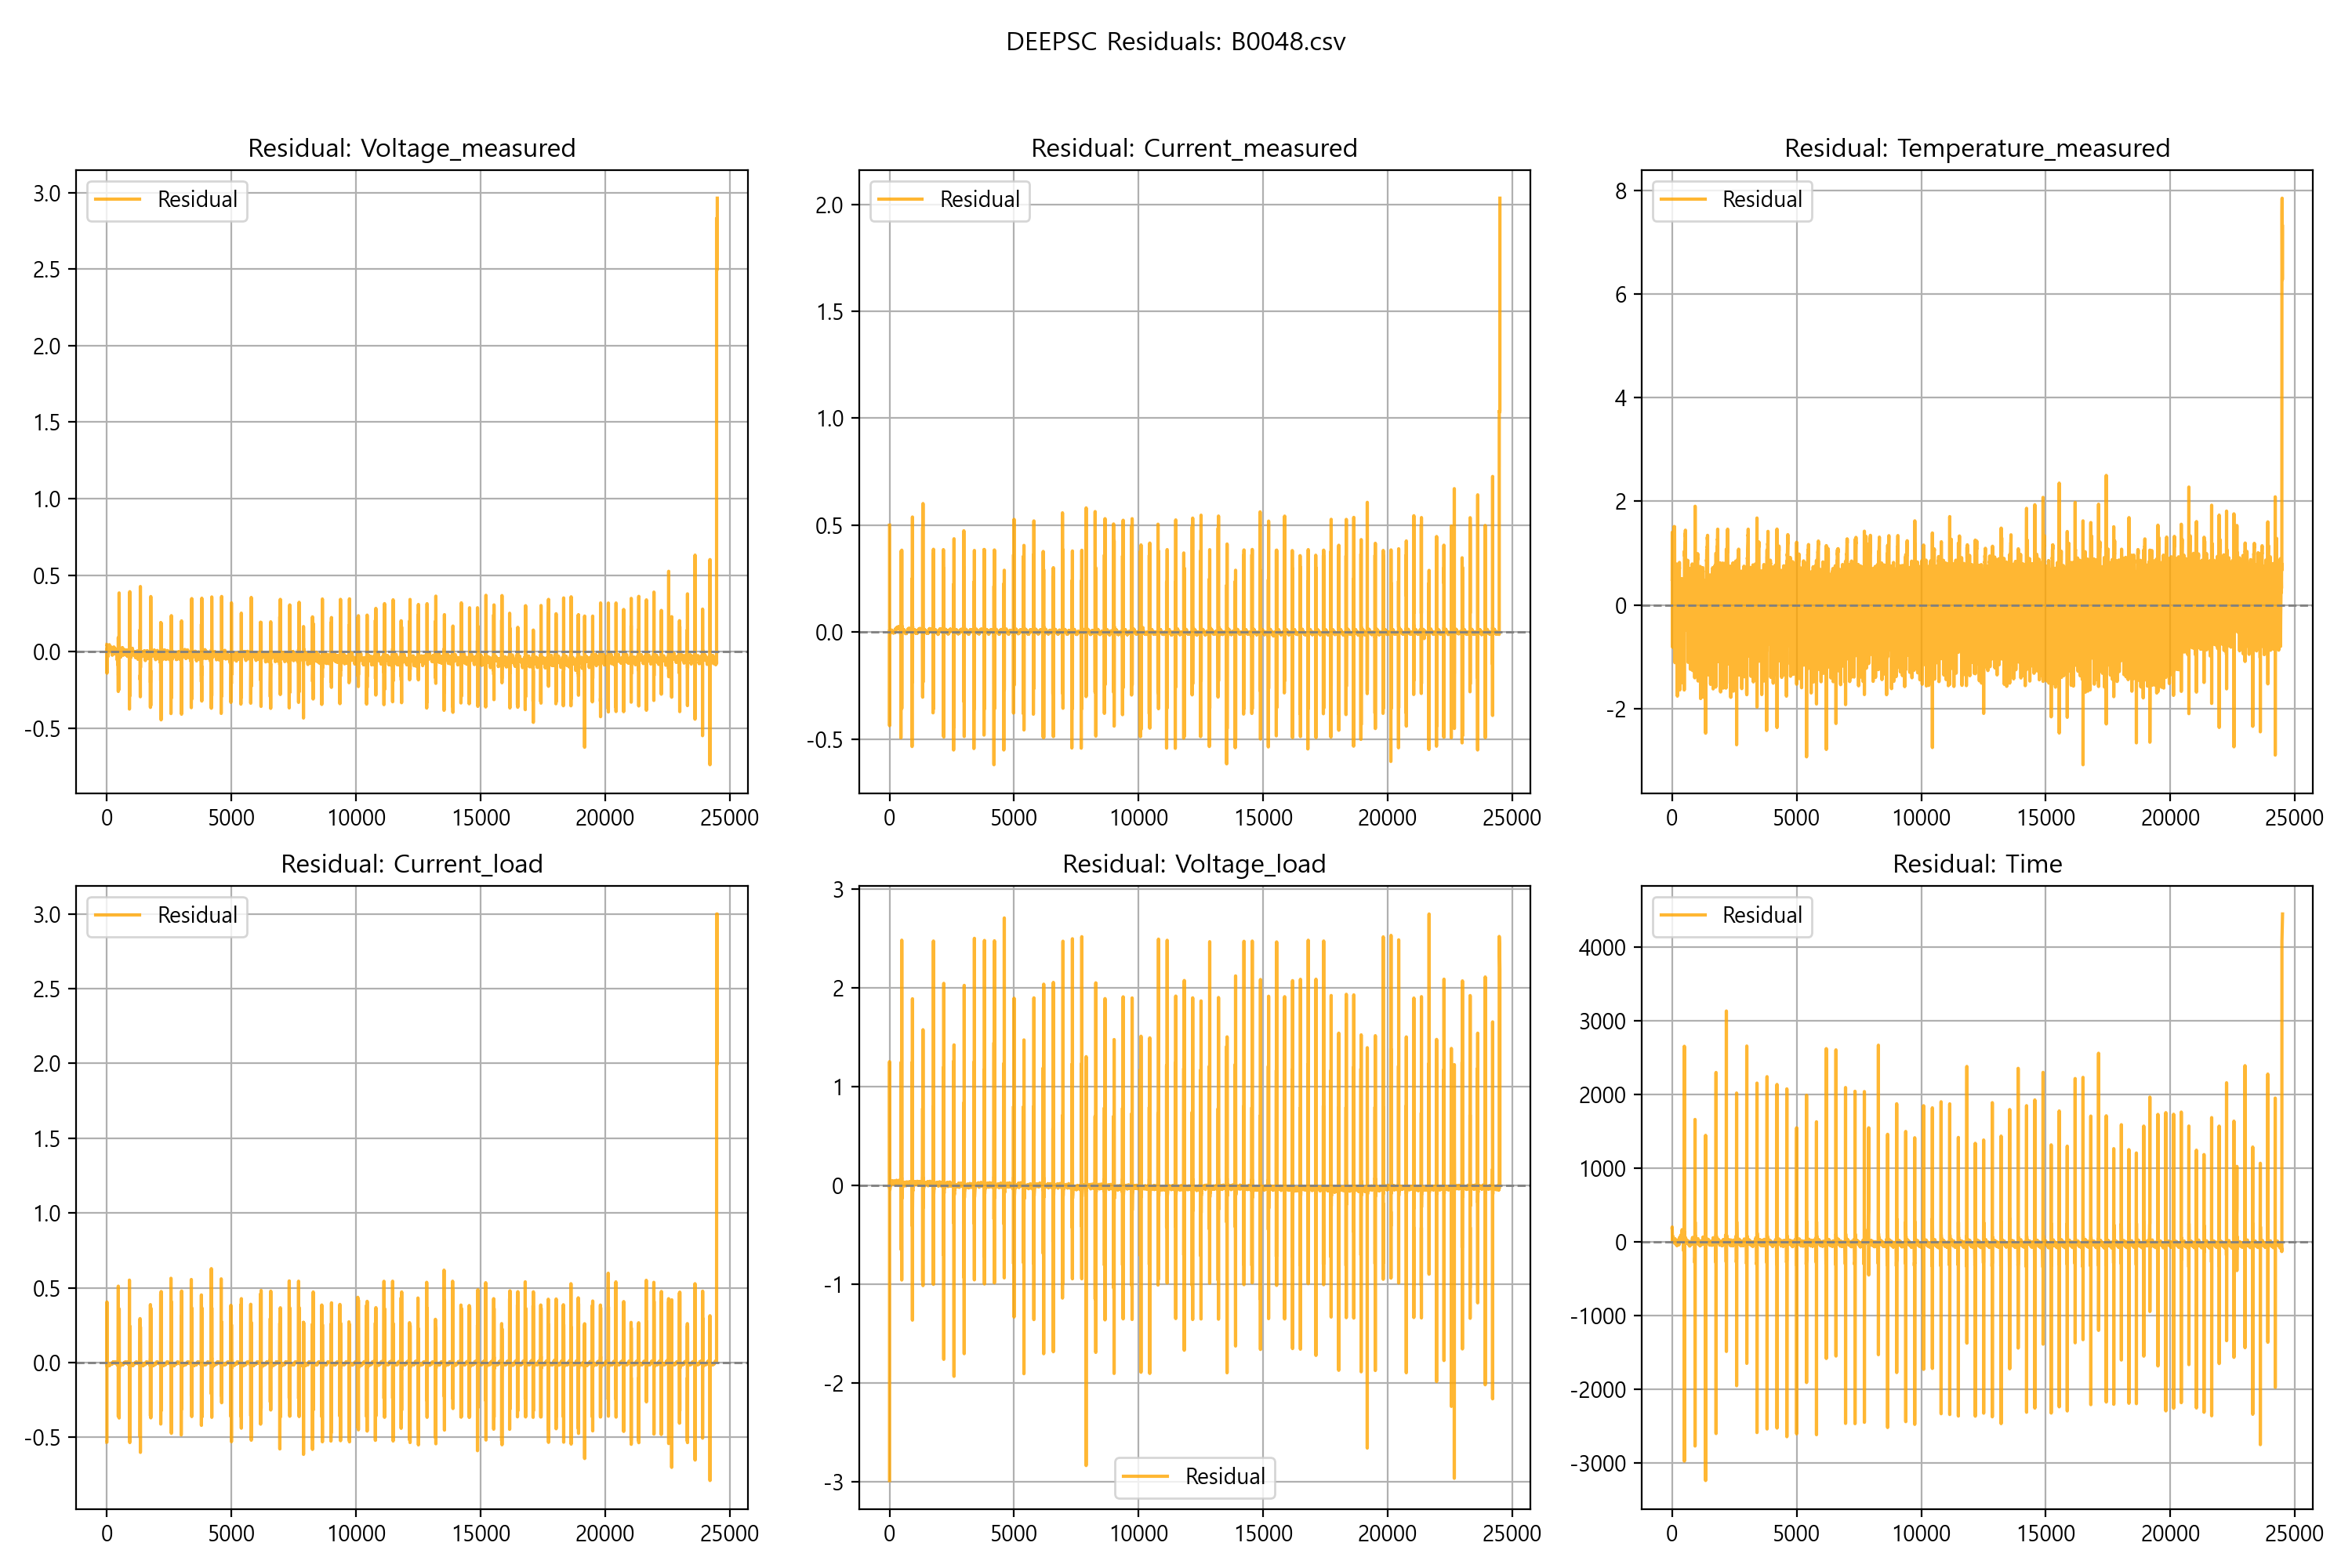 DEEPSC Residuals: B0048.csv
Residual: Voltage_measured
Residual
3.0
2.5
2.0
1.5
1.0
0.5
0.0
-0.5
0 5000 10000 15000 20000 25000
Residual: Current_measured
Residual
2.0
1.5
1.0
0.5
0.0
-0.5
0 5000 10000 15000 20000 25000
Residual: Temperature_measured
Residual
8
6
4
2
0
-2
0 5000 10000 15000 20000 25000
Residual: Current_load
Residual
3.0
2.5
2.0
1.5
1.0
0.5
0.0
-0.5
0 5000 10000 15000 20000 25000
Residual: Voltage_load
3
2
1
0
-1
-2
-3
Residual
0 5000 10000 15000 20000 25000
Residual: Time
Residual
4000
3000
2000
1000
0
-1000
-2000
-3000
0 5000 10000 15000 20000 25000